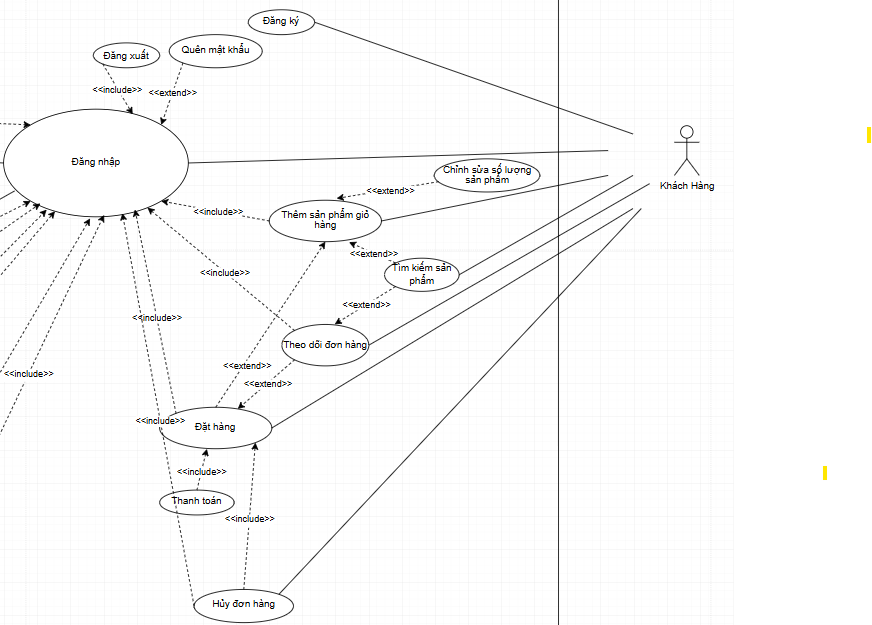 Đăng ký
Quên mật khẩu
Đăng xuất
<<include>>
<<extend>>
Đăng nhập
Khách Hàng
Chỉnh sửa số lượng
sản phẩm
<<extend>>
<<include>>
Thêm sản phẩm giỏ
hàng
<<extend>>
Tìm kiếm sản
phẩm
<<include>>
<<extend>>
<<include>>
Theo dõi đơn hàng
<<extend>>
<<include>>
<<extend>>
<<include>>
Đặt hàng
<<include>>
Thanh toán
<<include>>
Hủy đơn hàng